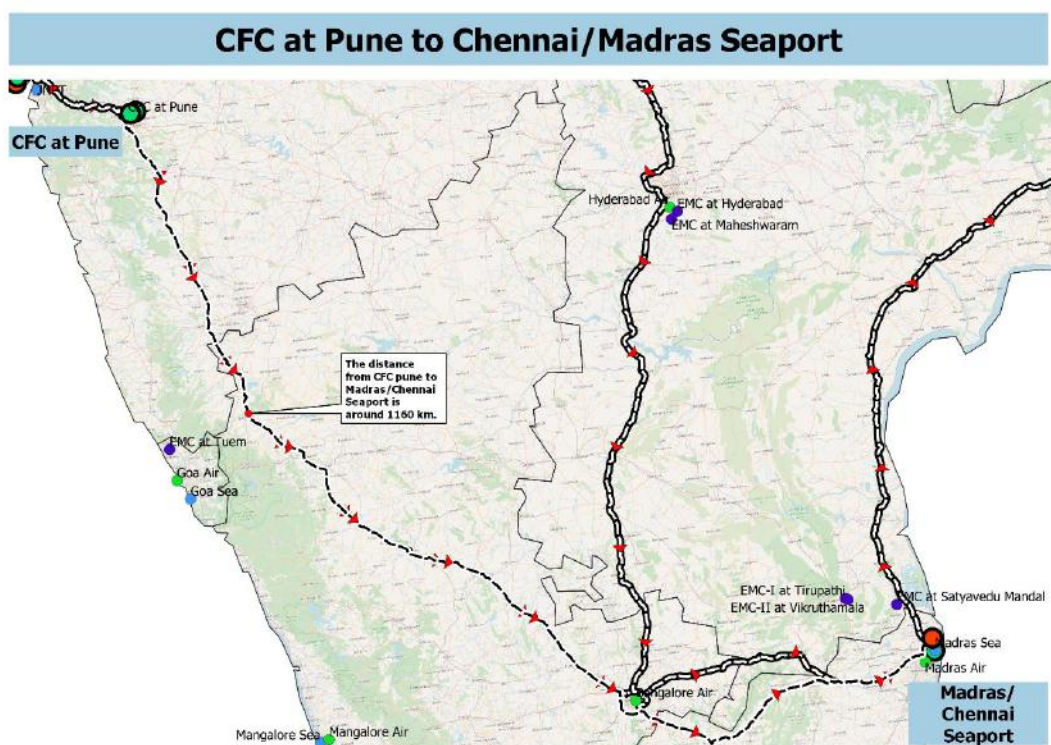 CFC at Pune to Chennai/Madras Seaport
CFC at Pune
CFC at Pune
Hyderabad Air
EMC at Hyderabad
EMC at Maheshwaram
The distance
from CFC pune to
Madras/Chennai
Seaport is
around 1160 km.
EMC at Tuem
Goa Air
Goa Sea
EMC-I at Tirupathi
EMC-II at Vikruthamala
EMC at Satyavedu Mandal
Madras Sea
Madras Air
Bangalore Air
Madras/
Chennai
Seaport
Mangalore Sea
Mangalore Air